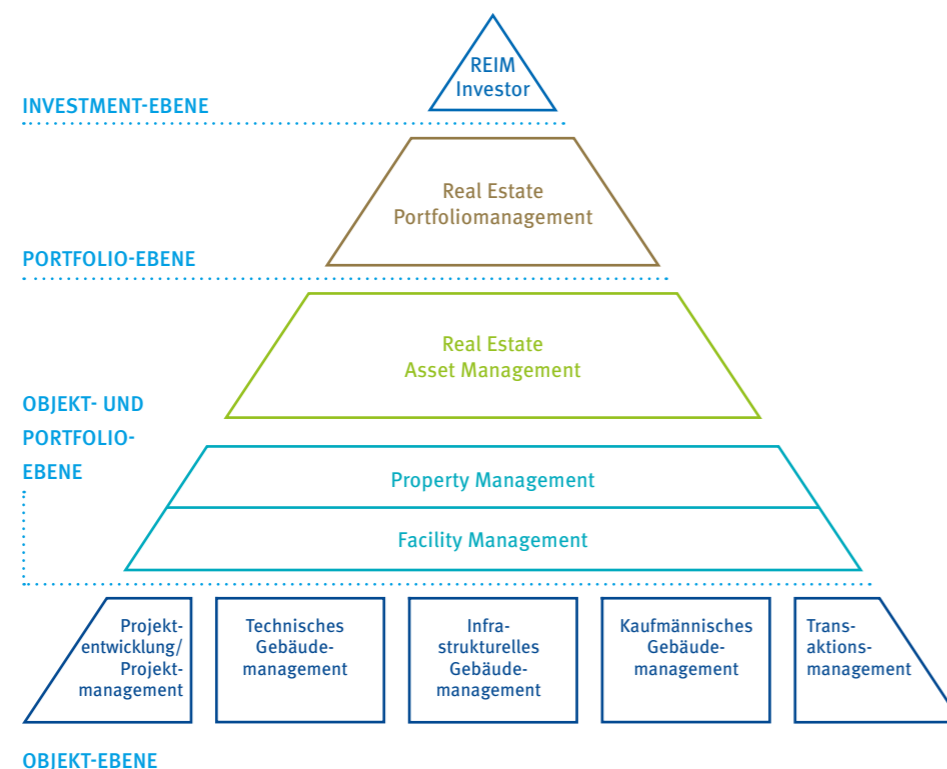 REIM
Investor
INVESTMENT-EBENE
Real Estate
Portfoliomanagement
PORTFOLIO-EBENE
Real Estate
Asset Management
OBJEKT- UND
PORTFOLIO-
EBENE
Property Management
Facility Management
Projekt-
entwicklung/
Projekt-
management
Technisches
Gebäude-
management
Infra-
strukturelles
Gebäude-
management
Kaufmännisches
Gebäude-
management
Trans-
aktions-
management
OBJEKT-EBENE